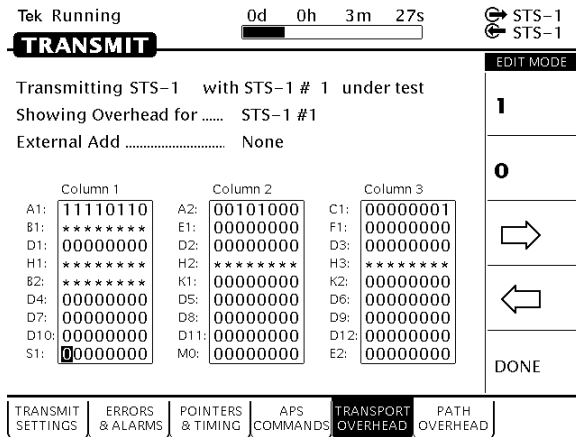 Tek Running 0d 0h 3m 27s STS-1
STS-1
TRANSMIT
EDIT MODE
Transmitting STS-1 with STS-1 # 1 under test
Showing Overhead for ...... STS-1 #1
External Add ........................... None
1
0
Column 1 Column 2 Column 3
A1: 11110110 A2: 00101000 C1: 00000001
B1: ******** E1: 00000000 F1: 00000000
D1: 00000000 D2: 00000000 D3: 00000000
H1: ******** H2: ******** H3: ********
B2: ******** K1: 00000000 K2: 00000000
D4: 00000000 D5: 00000000 D6: 00000000
D7: 00000000 D8: 00000000 D9: 00000000
D10: 00000000 D11: 00000000 D12: 00000000
S1: 00000000 M0: 00000000 E2: 00000000
DONE
TRANSMIT SETTINGS
ERRORS & ALARMS
POINTERS & TIMING
APS COMMANDS
TRANSPORT OVERHEAD
PATH OVERHEAD